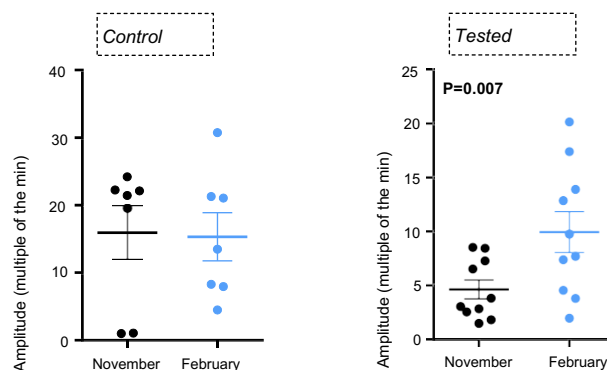 Control
Amplitude (multiple of the min)
40
30
20
10
0
November
February
Tested
P=0.007
Amplitude (multiple of the min)
25
20
15
10
5
0
November
February